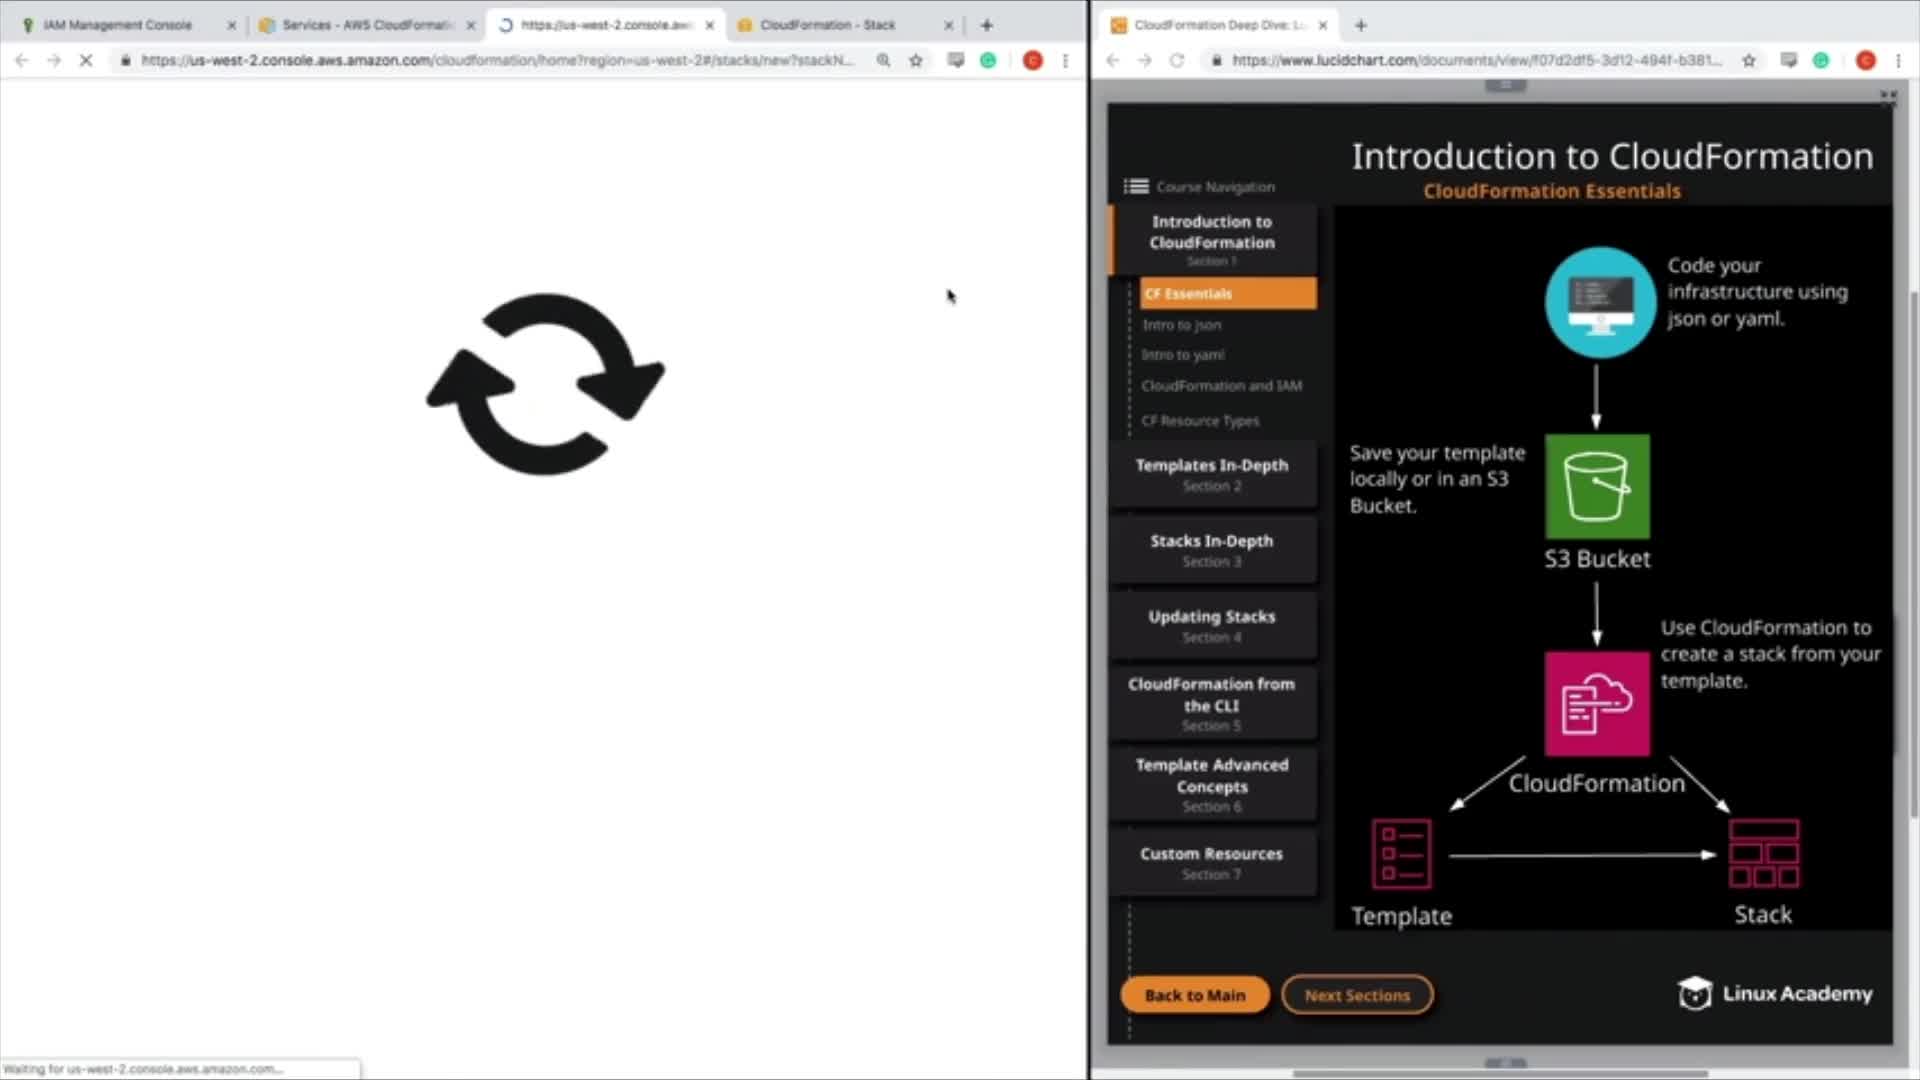 IAM Management Console
Services - AWS CloudFormati
https://us-west-2.console.aws
CloudFormation - Stack
https://us-west-2.console.aws.amazon.com/cloudformation/home?region=us-west-2#/stacks/new?stackN...
Waiting for us-west-2.console.aws.amazon.com...
CloudFormation Deep Dive: Lu
https://www.lucidchart.com/documents/view/f07d2df5-3d12-494f-b381...
Introduction to CloudFormation
CloudFormation Essentials
Course Navigation
Introduction to
CloudFormation
Section 1
CF Essentials
Intro to json
Intro to yaml
CloudFormation and IAM
CF Resource Types
Templates In-Depth
Section 2
Stacks In-Depth
Section 3
Updating Stacks
Section 4
CloudFormation from
the CLI
Section 5
Template Advanced
Concepts
Section 6
Custom Resources
Section 7
Code your
infrastructure using
json or yaml.
Save your template
locally or in an S3
Bucket.
S3 Bucket
Use CloudFormation to
create a stack from your
template.
CloudFormation
Template
Stack
Back to Main
Next Sections
Linux Academy